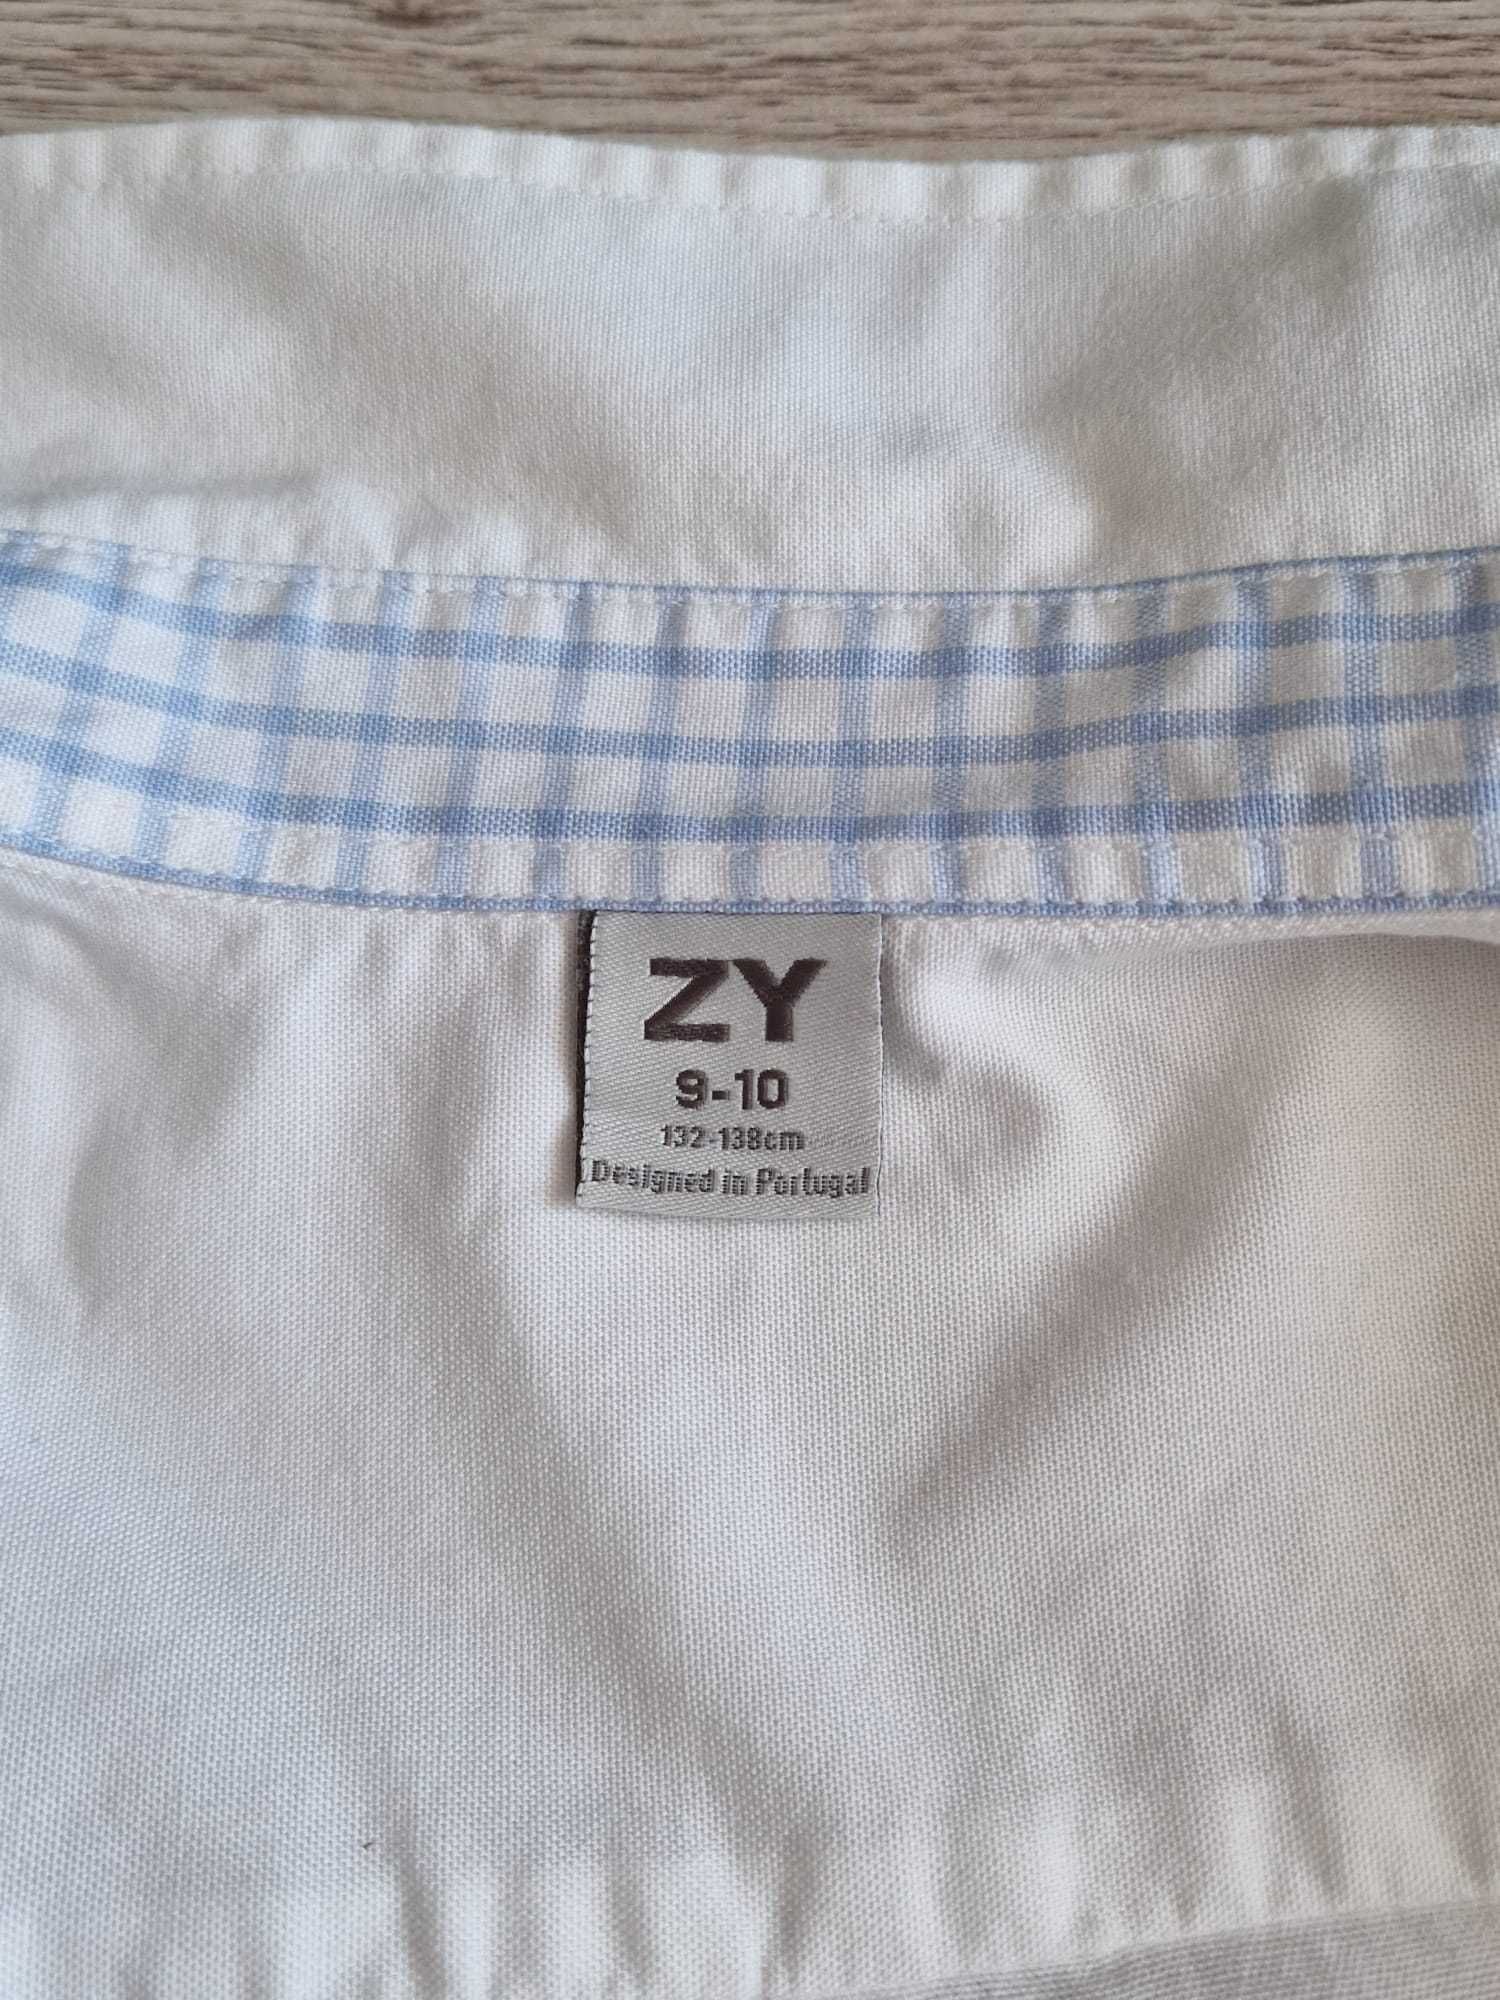 ZY
9-10
132-138cm
Designed in Portugal